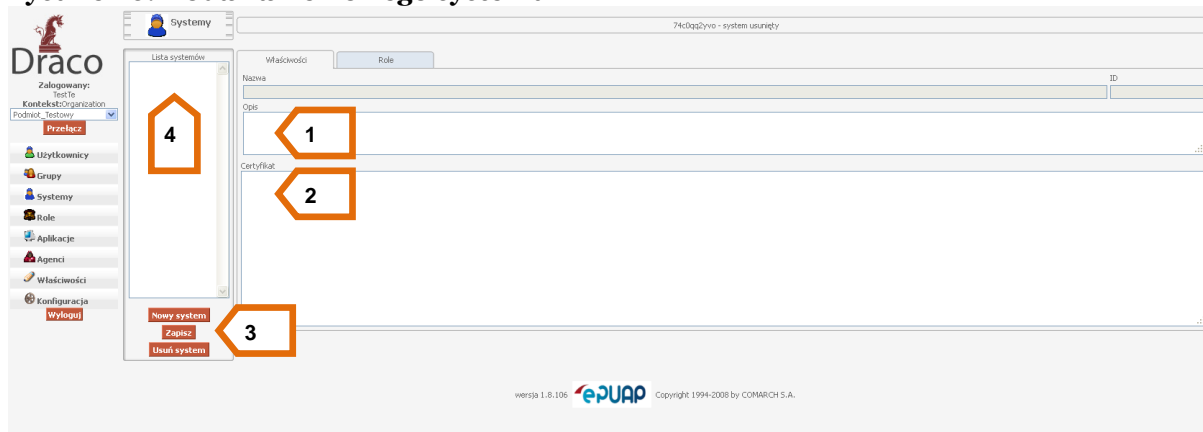 Systemy
74c0qq2yvo - system usunięty
Draco
Zalogowany:
TestTe
Kontekst:Organization
Podmiot_Testowy
Przełącz
Użytkownicy
Grupy
Systemy
Role
Aplikacje
Agenci
Właściwości
Konfiguracja
Wyloguj
Lista systemów
4
Nowy system
Zapisz
Usuń system
3
Właściwości
Role
Nazwa
ID
Opis
1
Certyfikat
2
wersja 1.8.106 ePUAP Copyright 1994-2008 by COMARCH S.A.